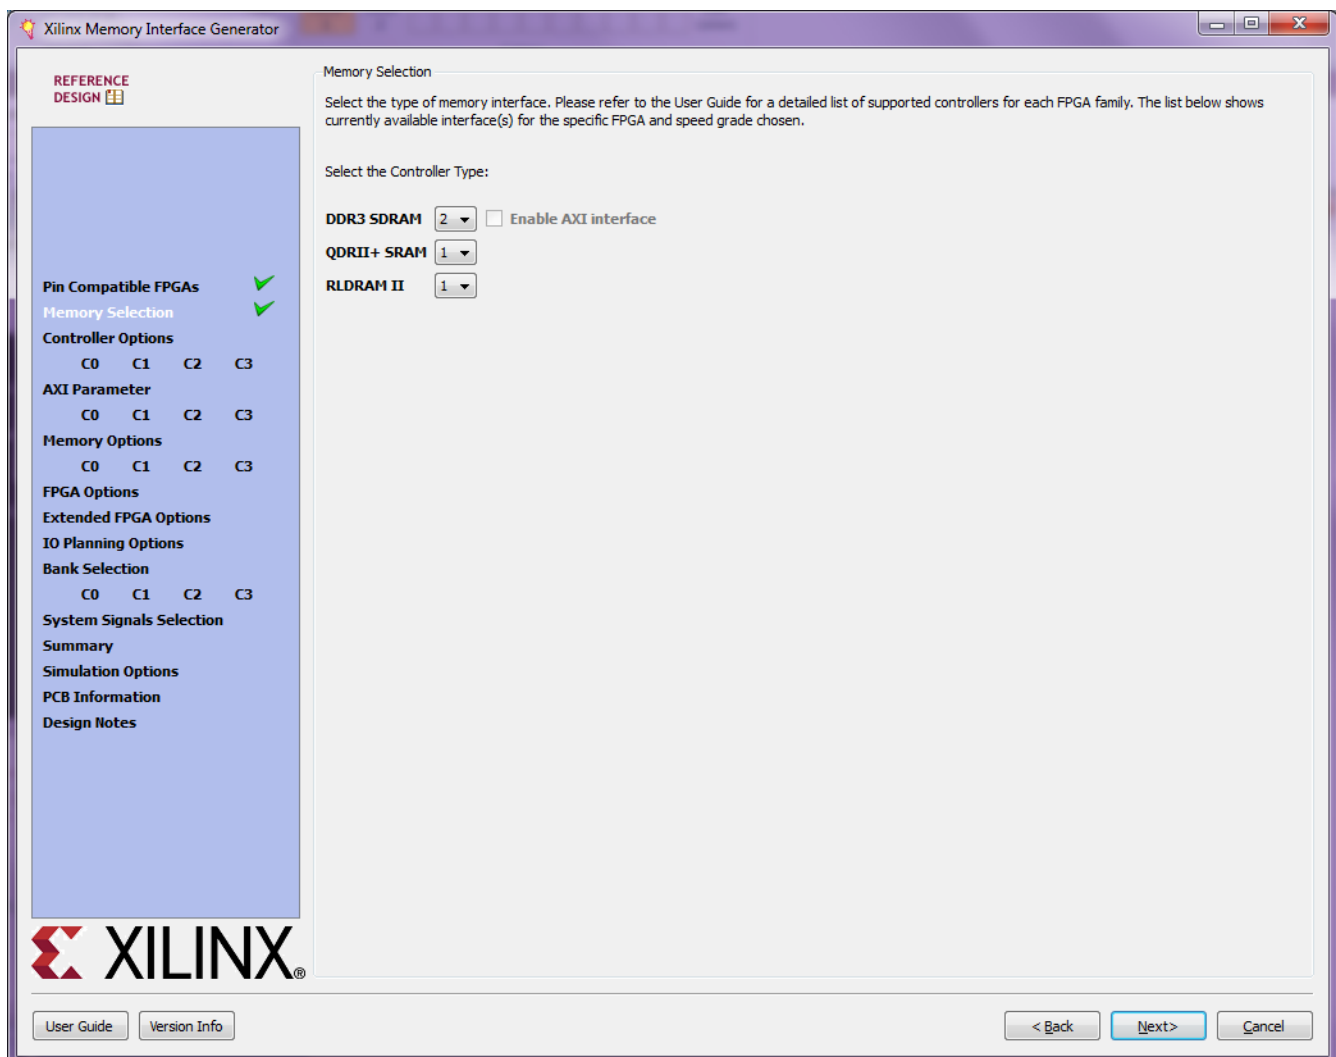 Xilinx Memory Interface Generator
REFERENCE
DESIGN
Pin Compatible FPGAs
Memory Selection
Controller Options
C0 C1 C2 C3
AXI Parameter
C0 C1 C2 C3
Memory Options
C0 C1 C2 C3
FPGA Options
Extended FPGA Options
IO Planning Options
Bank Selection
C0 C1 C2 C3
System Signals Selection
Summary
Simulation Options
PCB Information
Design Notes
XILINX®
Memory Selection
Select the type of memory interface. Please refer to the User Guide for a detailed list of supported controllers for each FPGA family. The list below shows
currently available interface(s) for the specific FPGA and speed grade chosen.
Select the Controller Type:
DDR3 SDRAM 2 Enable AXI interface
QDRII+ SRAM 1
RLDRAM II 1
User Guide Version Info < Back Next> Cancel